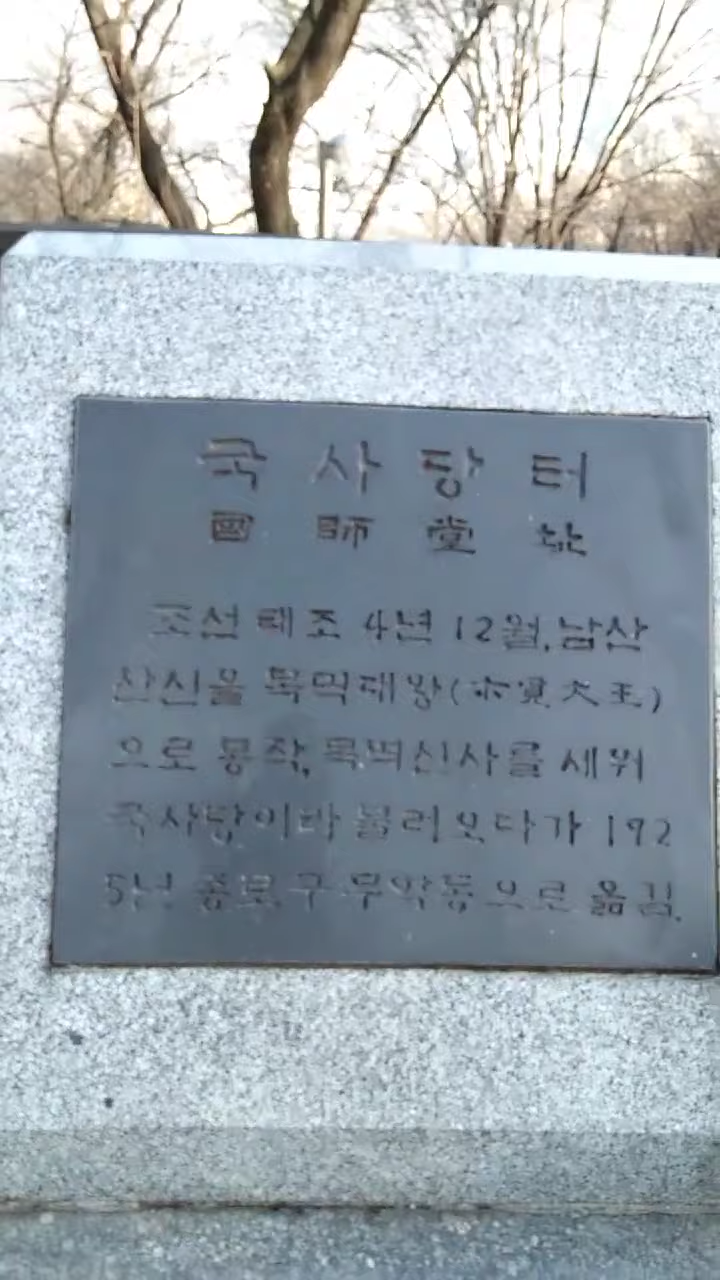 국사당터
國師堂址
조선 태조 4년 12월, 남산
산신을 목멱대왕(木覓大王)
으로 봉작, 목멱신사를 세워
국사당이라 불러오다가 192
5년 종로구 무악동으로 옮김.